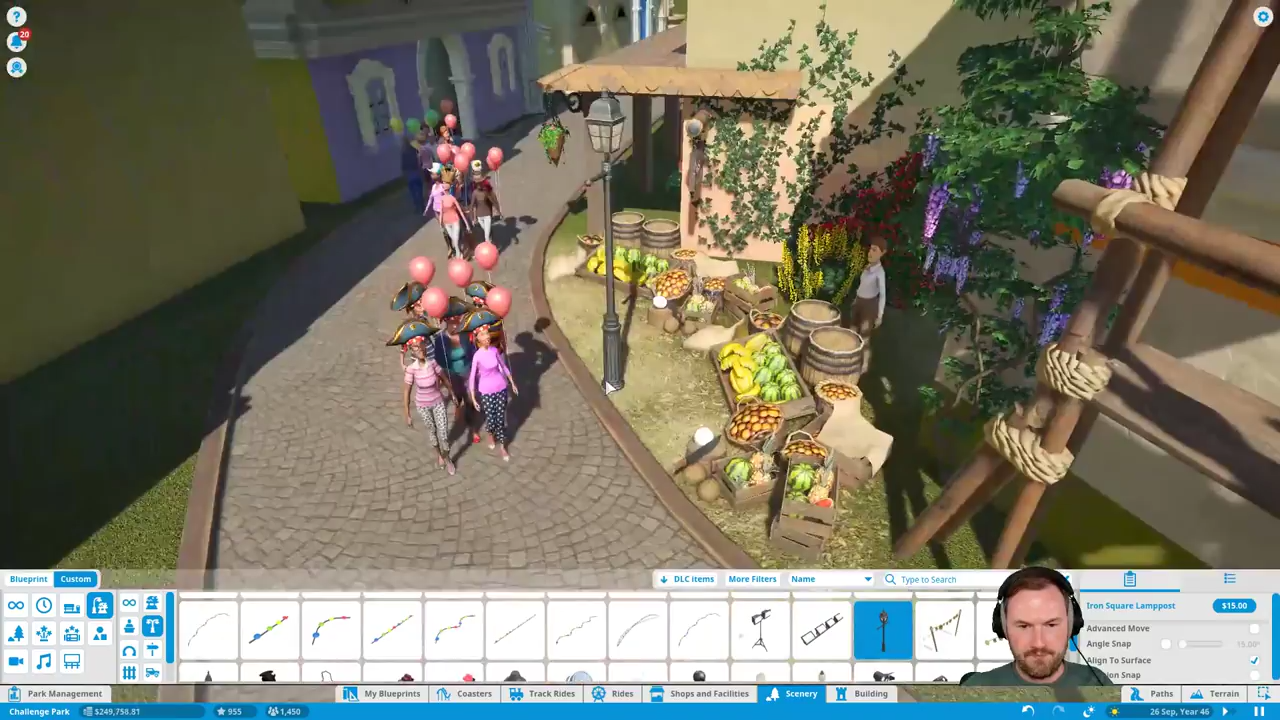 ?
20
Blueprint
Custom
DLC items
More Filters
Name
Type to Search
Iron Square Lamppost
$15.00
Advanced Move
Angle Snap
15.00°
Align To Surface
Snap
Park Management
My Blueprints
Coasters
Track Rides
Rides
Shops and Facilities
Scenery
Building
Paths
Terrain
Challenge Park
$249,758.81
955
1,450
26 Sep, Year 46